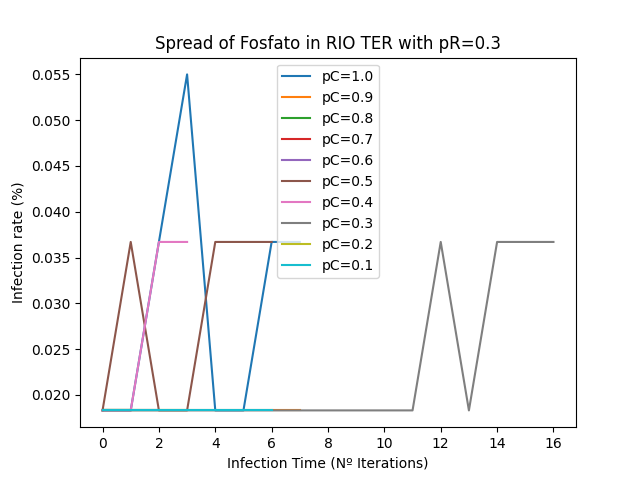 Spread of Fosfato in RIO TER with pR=0.3
0.055
0.050
0.045
0.040
0.035
0.030
0.025
0.020
Infection rate (%)
pC=1.0
pC=0.9
pC=0.8
pC=0.7
pC=0.6
pC=0.5
pC=0.4
pC=0.3
pC=0.2
pC=0.1
0 2 4 6 8 10 12 14 16
Infection Time (Nº Iterations)